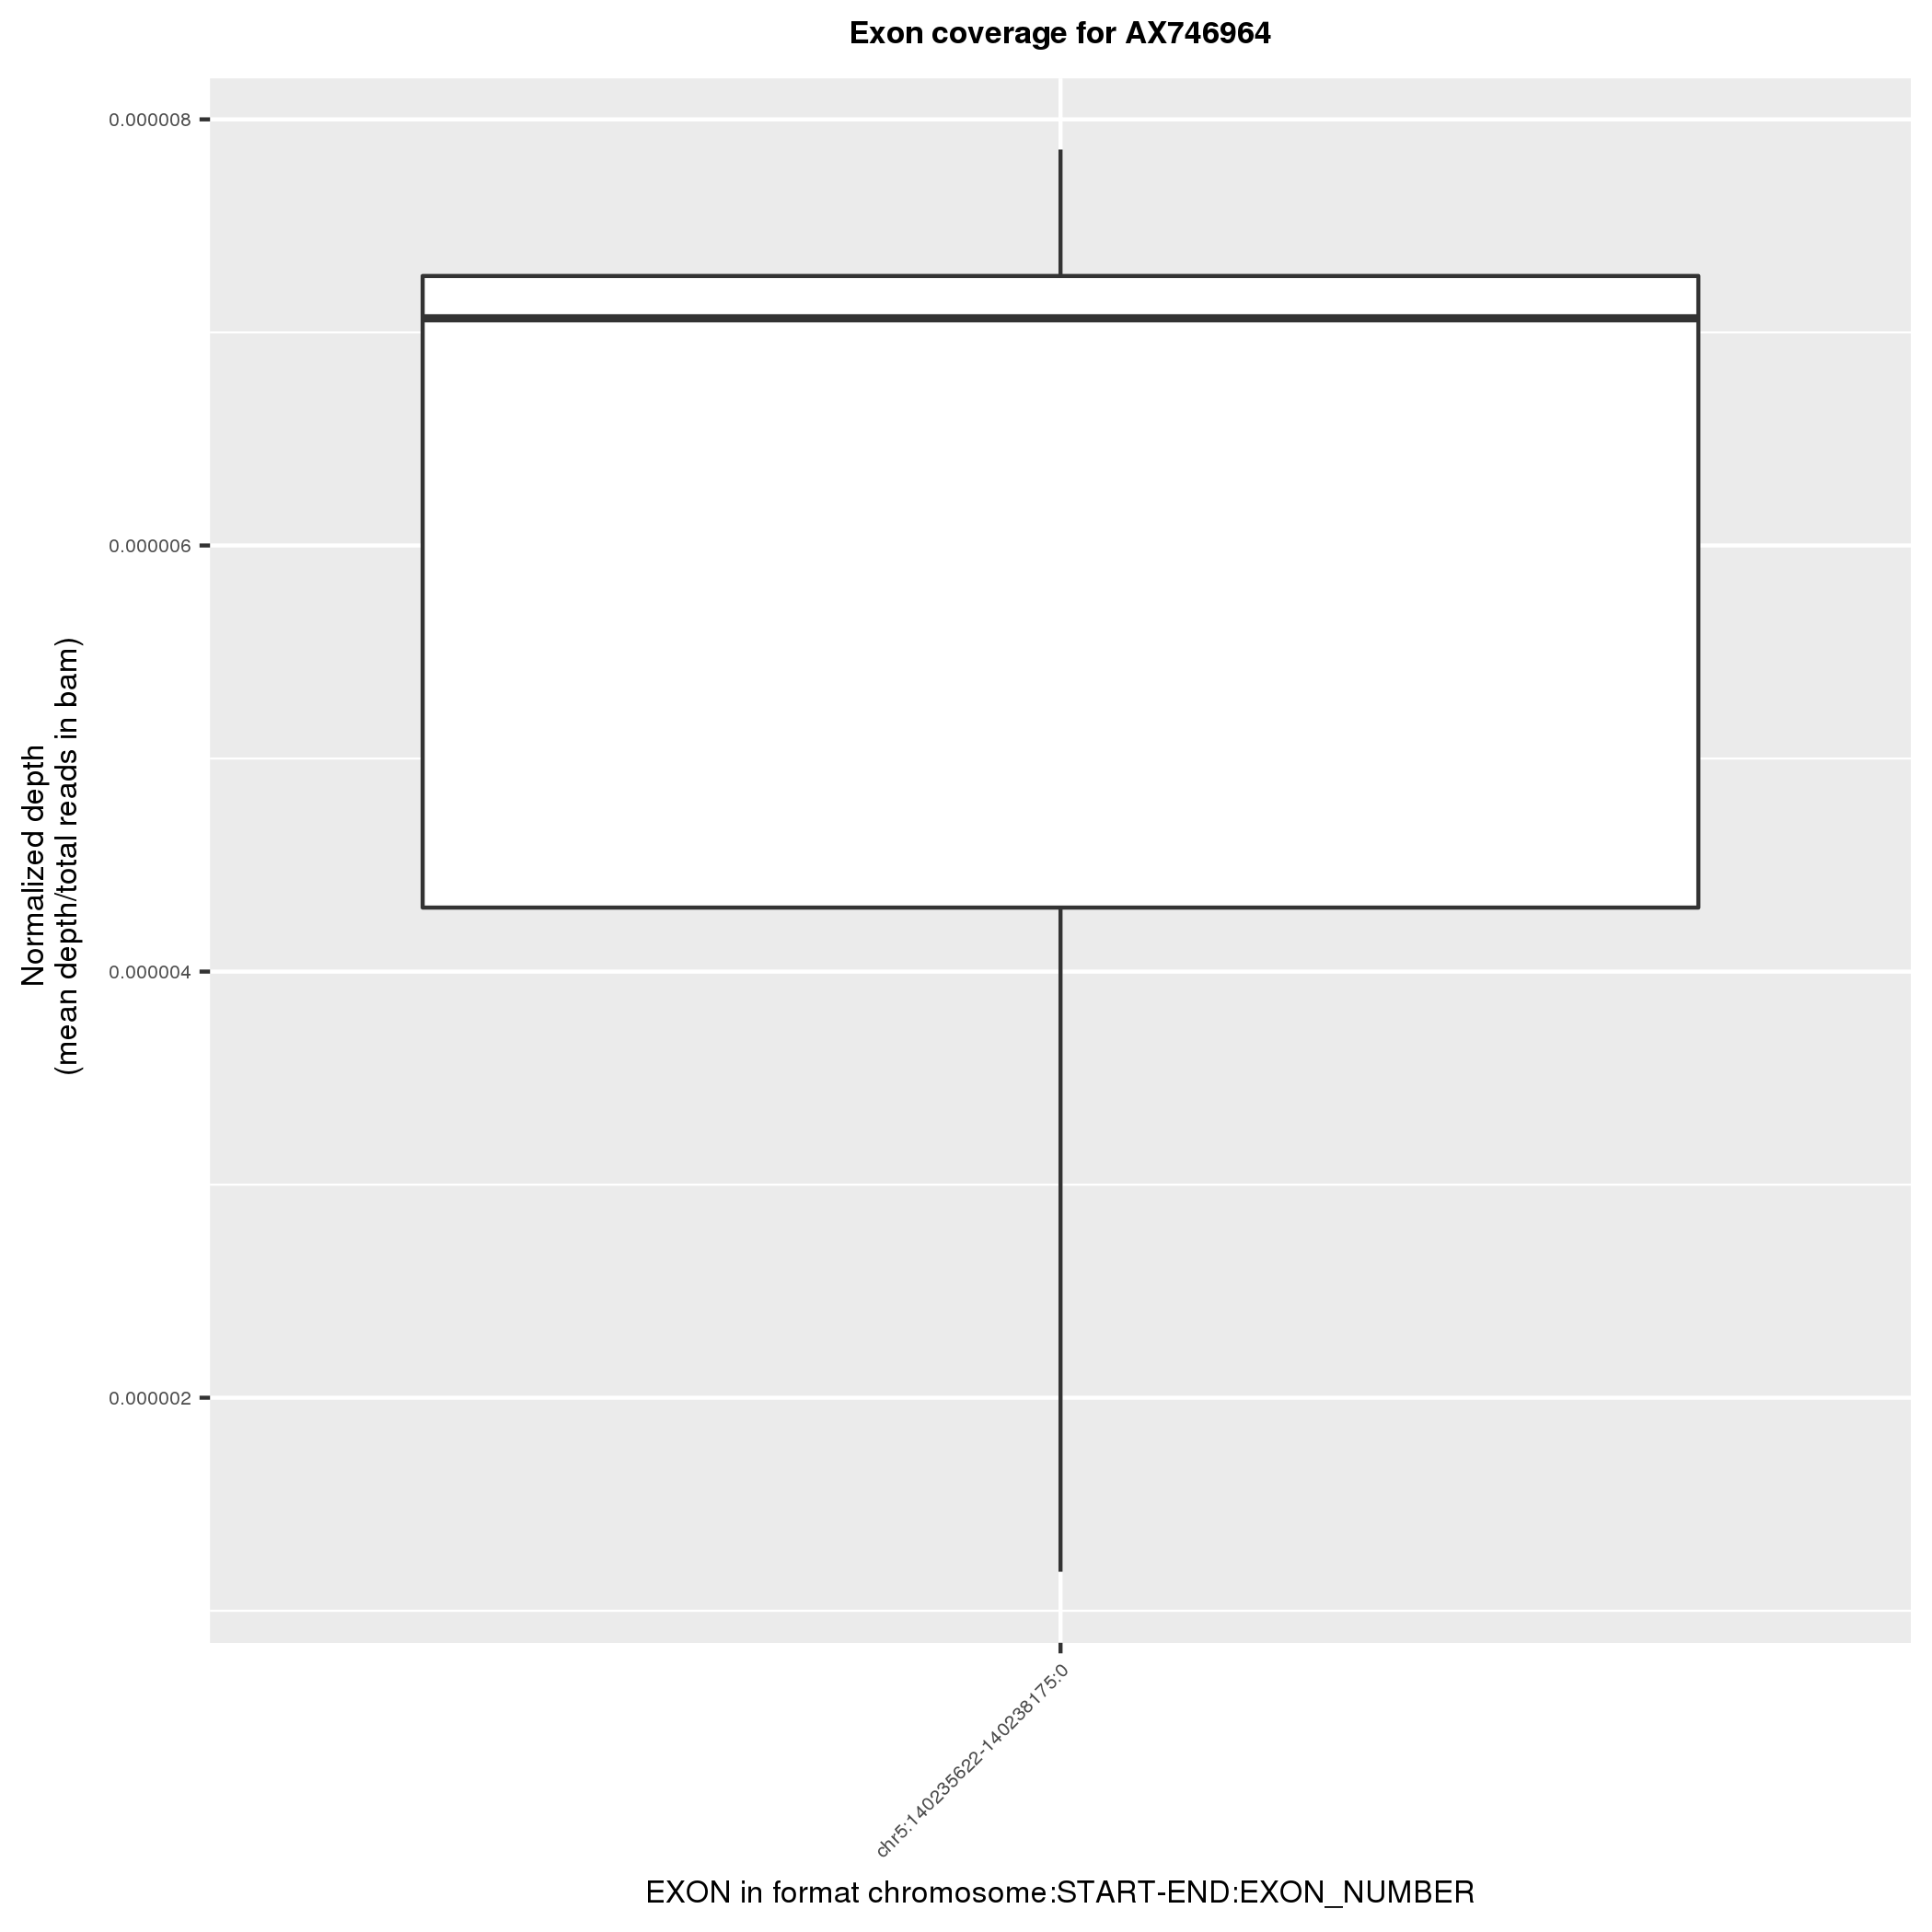 Exon coverage for AX746964
0.000008
0.000006
0.000004
0.000002
Normalized depth
(mean depth/total reads in bam)
chr5:140235622-140238175:0
EXON in format chromosome:START-END:EXON_NUMBER